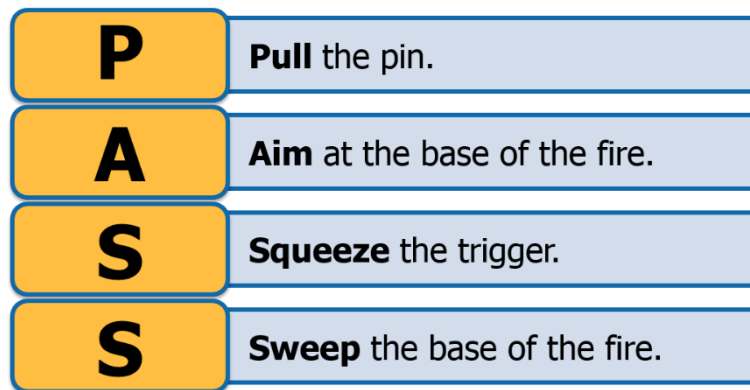 P
Pull the pin.
A
Aim at the base of the fire.
S
Squeeze the trigger.
S
Sweep the base of the fire.